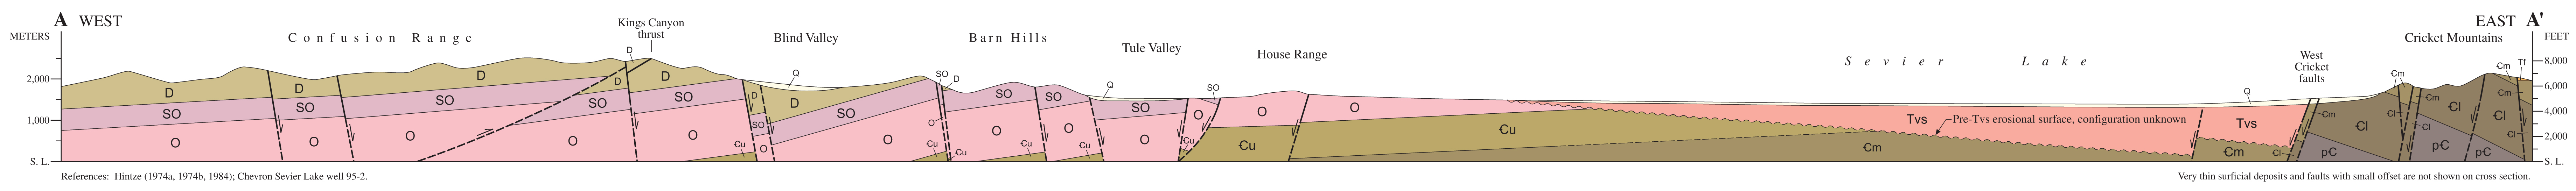 A WEST
EAST A'
METERS
Confusion Range
Kings Canyon
thrust
Blind Valley
Barn Hills
Tule Valley
House Range
Sevier Lake
West
Cricket
faults
Cricket Mountains
FEET
2,000
1,000
S. L.
8,000
6,000
4,000
2,000
S. L.
D
SO
O
D
SO
O
D
SO
O
D
D
SO
O
D
SO
O
Cu
D
SO
O
Q
D
SO
O
Cu
SO
D
O
Cu
SO
O
Cu
SO
O
Cu
Q
SO
O
O
Cu
SO
O
Cu
O
Cu
Tvs
Pre-Tvs erosional surface, configuration unknown
Cm
Q
Tvs
Cm
Cl
Cm
Cl
pC
Cm
Cl
Cm
Cl
Cl
pC
Cm
Cm
Tf
Cl
Cl
pC
References: Hintze (1974a, 1974b, 1984); Chevron Sevier Lake well 95-2.
Very thin surficial deposits and faults with small offset are not shown on cross section.